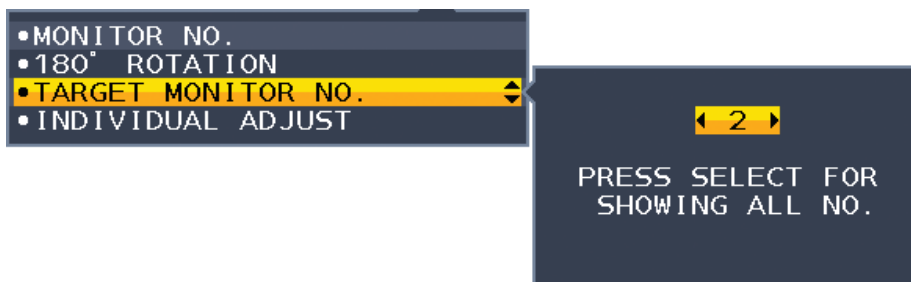 •MONITOR NO.
•180° ROTATION
•TARGET MONITOR NO.
•INDIVIDUAL ADJUST
2
PRESS SELECT FOR
SHOWING ALL NO.